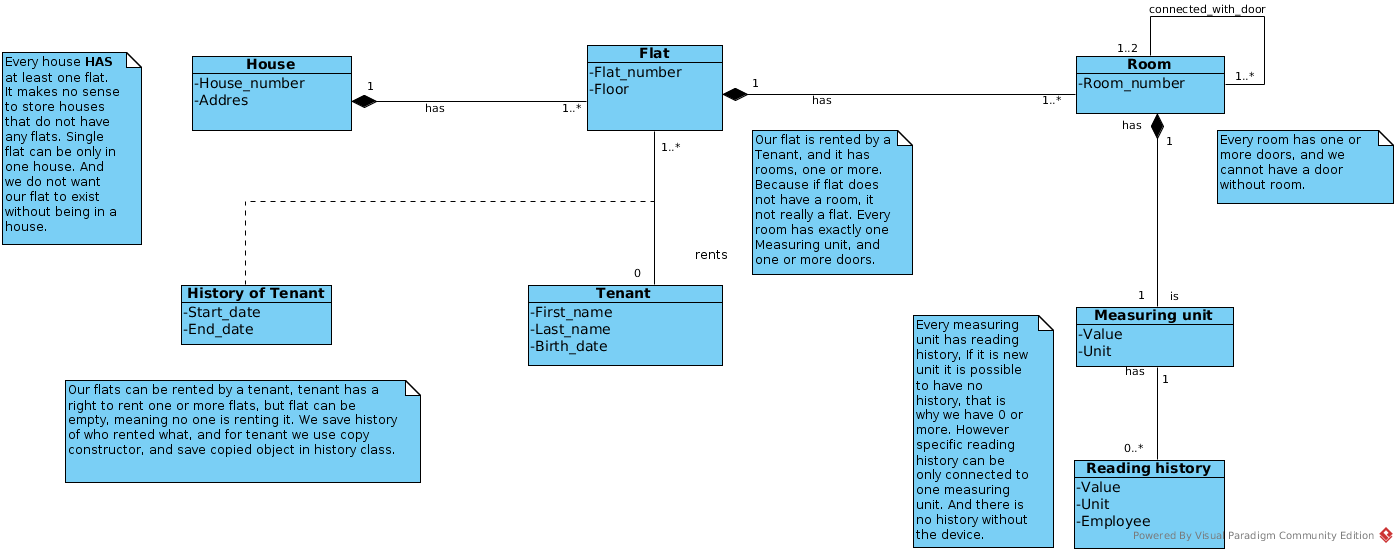 connected_with_door
Every house HAS
at least one flat.
It makes no sense
to store houses
that do not have
any flats. Single
flat can be only in
one house. And
we do not want
our flat to exist
without being in a
house.
House
-House_number
-Addres
1
has
1..*
Flat
-Flat_number
-Floor
1
has
1..*
1..2
Room
-Room_number
1..*
has
1
Every room has one or
more doors, and we
cannot have a door
without room.
Our flat is rented by a
Tenant, and it has
rooms, one or more.
Because if flat does
not have a room, it
not really a flat. Every
room has exactly one
Measuring unit, and
one or more doors.
1..*
rents
0
History of Tenant
-Start_date
-End_date
Tenant
-First_name
-Last_name
-Birth_date
1
is
Measuring unit
-Value
-Unit
has
1
Every measuring
unit has reading
history, If it is new
unit it is possible
to have no
history, that is
why we have 0 or
more. However
specific reading
history can be
only connected to
one measuring
unit. And there is
no history without
the device.
Our flats can be rented by a tenant, tenant has a
right to rent one or more flats, but flat can be
empty, meaning no one is renting it. We save history
of who rented what, and for tenant we use copy
constructor, and save copied object in history class.
0..*
Reading history
-Value
-Unit
-Employee
Powered By Visual Paradigm Community Edition